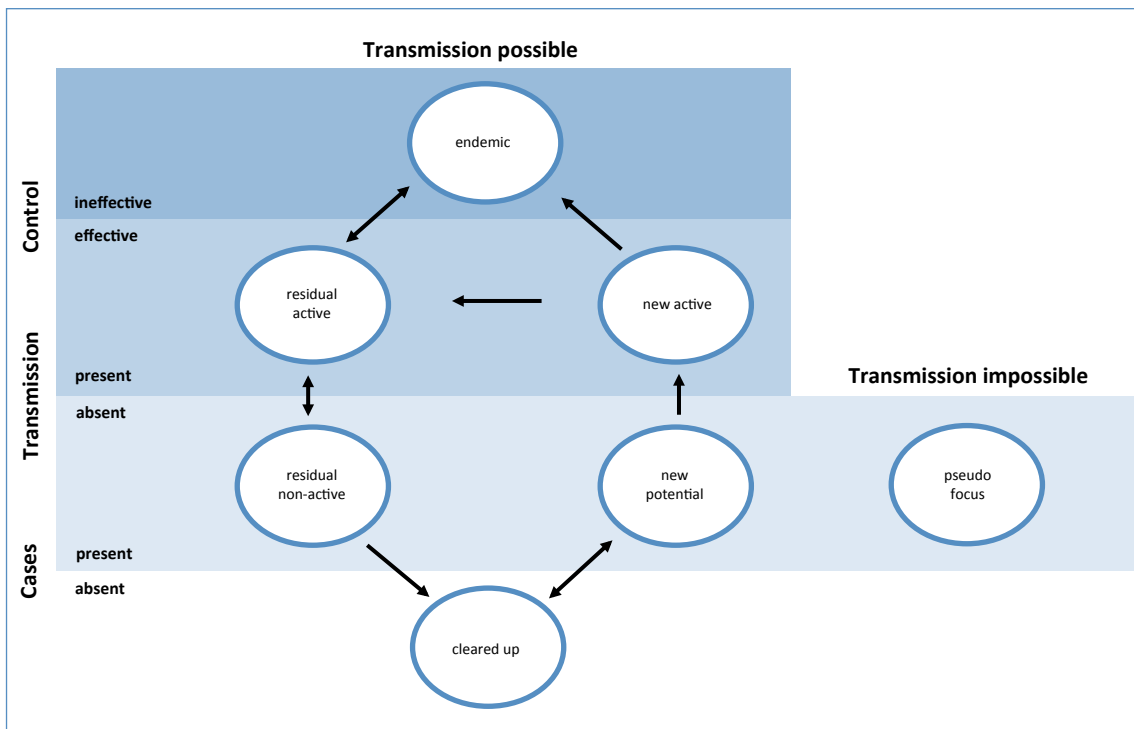 Transmission possible
endemic
Control
ineffective
effective
residual
active
new active
Transmission
present
absent
Transmission impossible
residual
non-active
new
potential
pseudo
focus
Cases
present
absent
cleared up